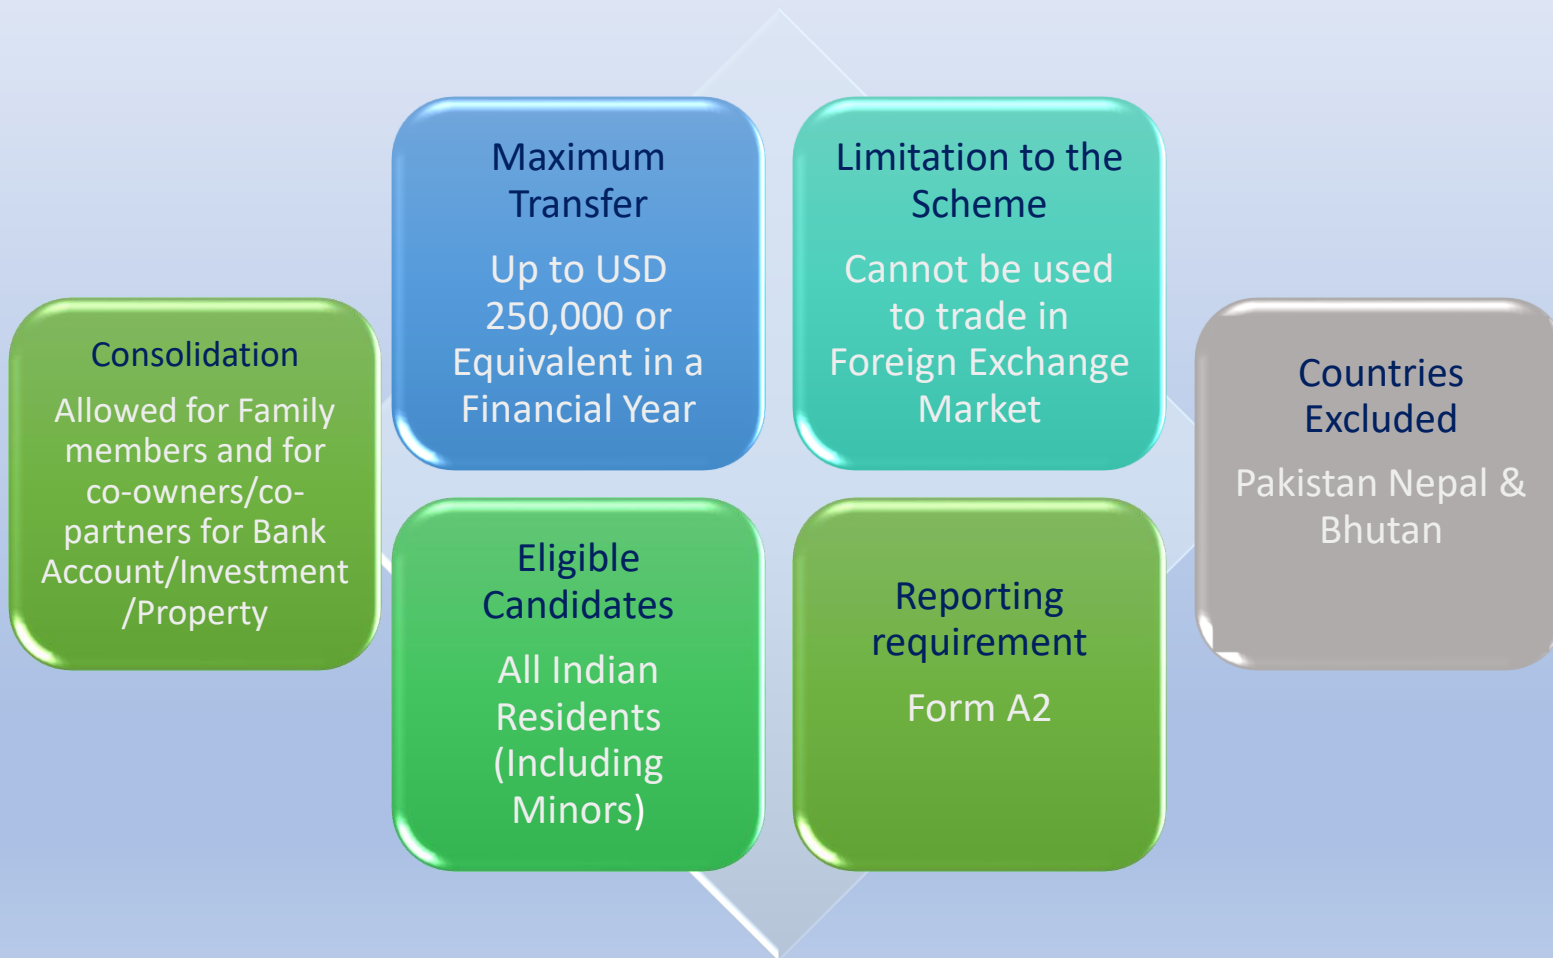 Maximum
Transfer
Up to USD
250,000 or
Equivalent in a
Financial Year
Limitation to the
Scheme
Cannot be used
to trade in
Foreign Exchange
Market
Consolidation
Allowed for Family
members and for
co-owners/co-
partners for Bank
Account/Investment
/Property
Countries
Excluded
Pakistan Nepal &
Bhutan
Eligible
Candidates
All Indian
Residents
(Including
Minors)
Reporting
requirement
Form A2